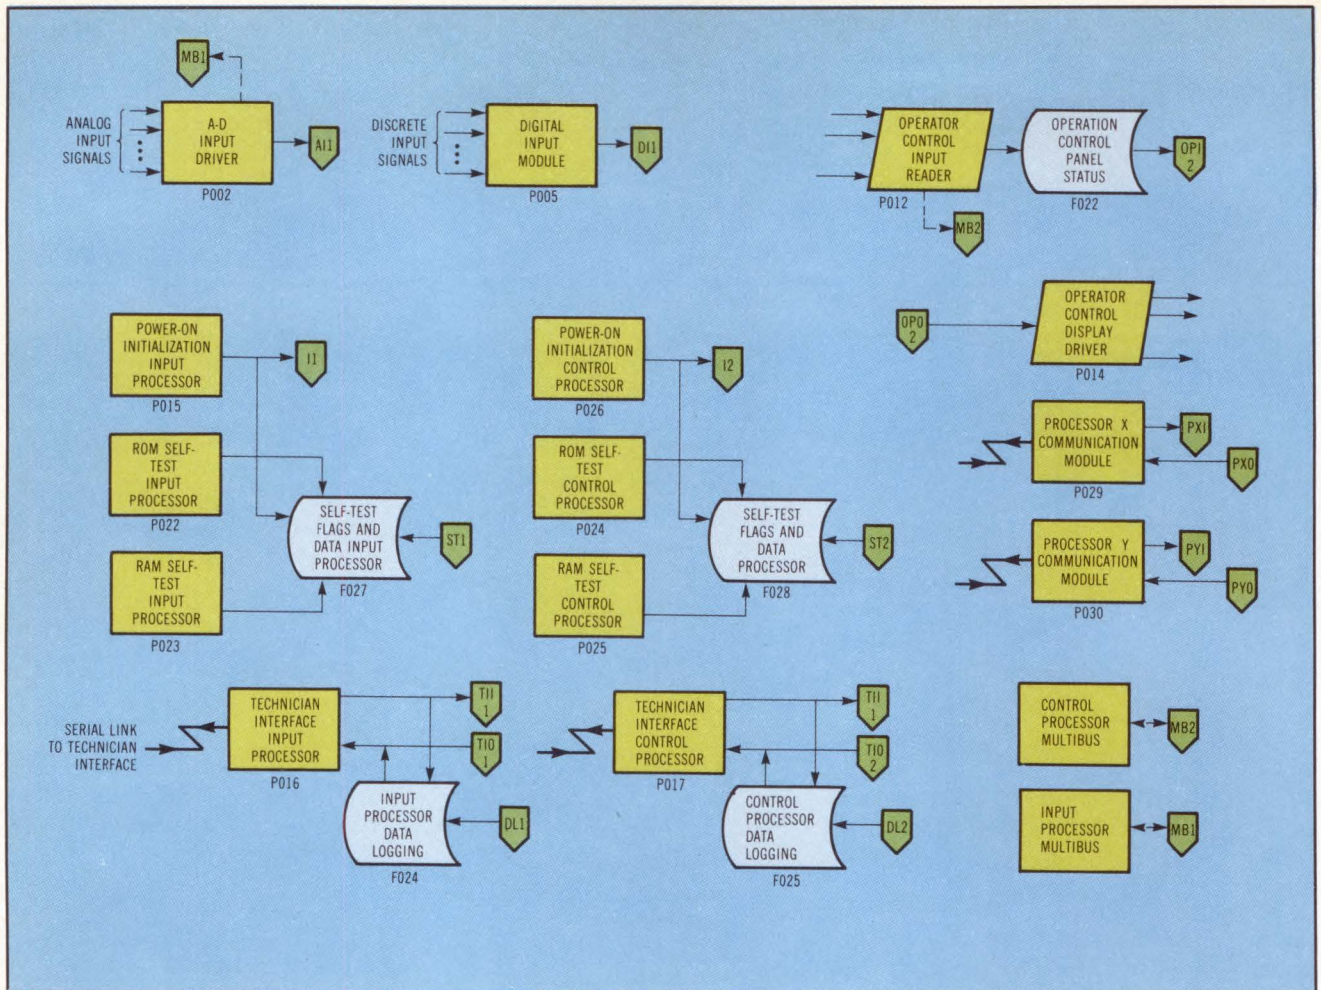 MB1
ANALOG
INPUT
SIGNALS
A-D
INPUT
DRIVER
AI1
P002
DISCRETE
INPUT
SIGNALS
DIGITAL
INPUT
MODULE
DI1
P005
OPERATOR
CONTROL
INPUT
READER
P012
MB2
OPERATION
CONTROL
PANEL
STATUS
F022
OPI
2
OPO
2
OPERATOR
CONTROL
DISPLAY
DRIVER
P014
POWER-ON
INITIALIZATION
INPUT
PROCESSOR
P015
I1
ROM SELF-
TEST
INPUT
PROCESSOR
P022
RAM SELF-
TEST
INPUT
PROCESSOR
P023
SELF-TEST
FLAGS AND
DATA INPUT
PROCESSOR
F027
ST1
POWER-ON
INITIALIZATION
CONTROL
PROCESSOR
P026
I2
ROM SELF-
TEST
CONTROL
PROCESSOR
P024
RAM SELF-
TEST
CONTROL
PROCESSOR
P025
SELF-TEST
FLAGS AND
DATA
PROCESSOR
F028
ST2
PROCESSOR X
COMMUNICATION
MODULE
P029
PXI
PXO
PROCESSOR Y
COMMUNICATION
MODULE
P030
PYI
PYO
SERIAL LINK
TO TECHNICIAN
INTERFACE
TECHNICIAN
INTERFACE
INPUT
PROCESSOR
P016
TII
1
TIO
1
INPUT
PROCESSOR
DATA
LOGGING
F024
DL1
TECHNICIAN
INTERFACE
CONTROL
PROCESSOR
P017
TII
1
TIO
2
CONTROL
PROCESSOR
DATA
LOGGING
F025
DL2
CONTROL
PROCESSOR
MULTIBUS
MB2
INPUT
PROCESSOR
MULTIBUS
MB1